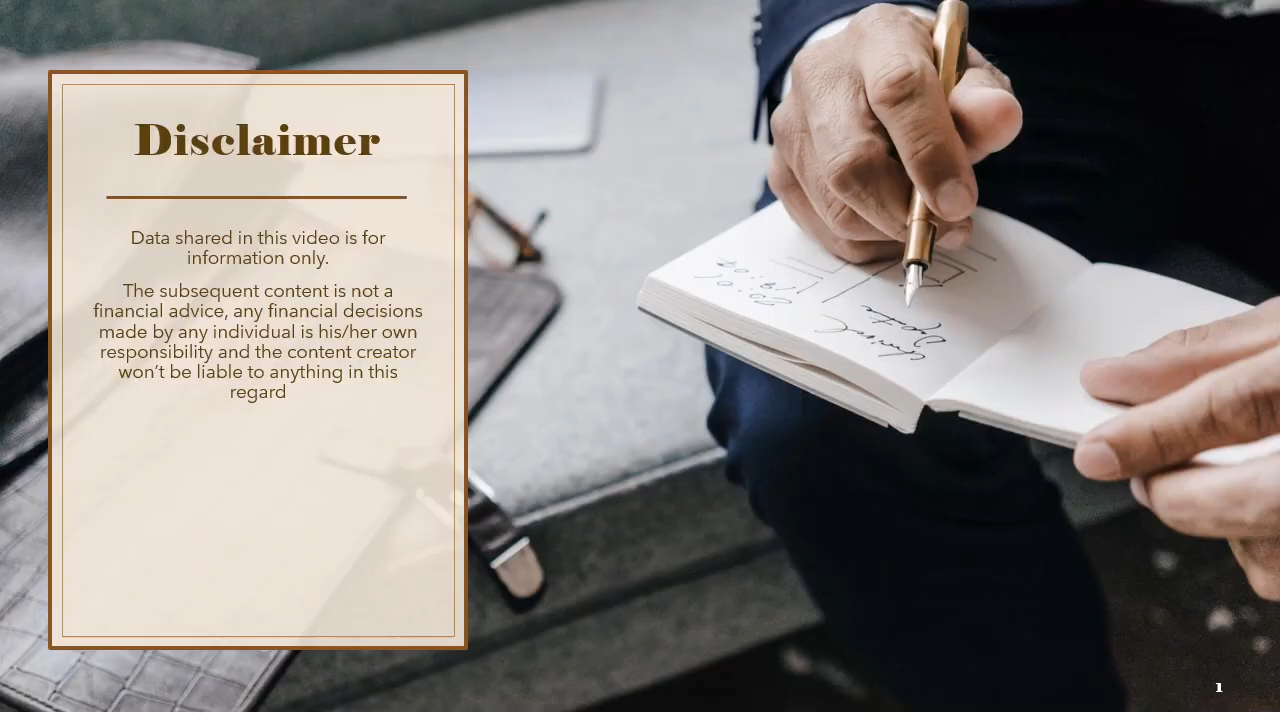 Disclaimer
Data shared in this video is for
information only.
The subsequent content is not a
financial advice, any financial decisions
made by any individual is his/her own
responsibility and the content creator
won't be liable to anything in this
regard
1